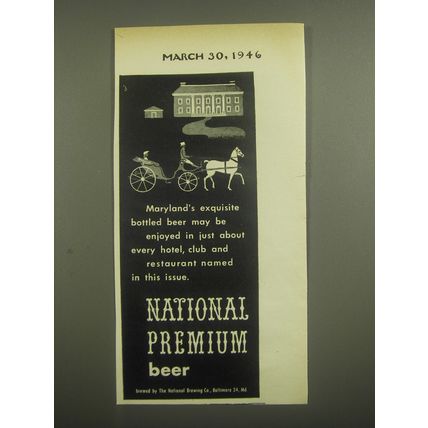 MARCH 30, 1946
Maryland's exquisite
bottled beer may be
enjoyed in just about
every hotel, club and
restaurant named
in this issue.
NATIONAL
PREMIUM
beer
brewed by The National Brewing Co., Baltimore 24, Md